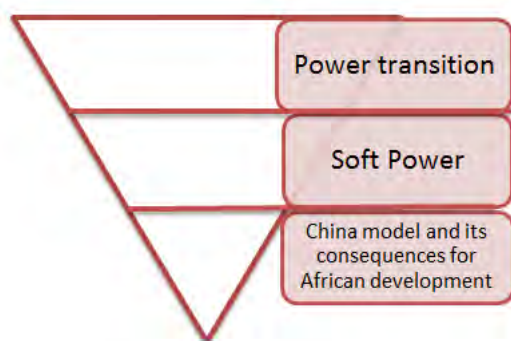 Power transition
Soft Power
China model and its
consequences for
African development